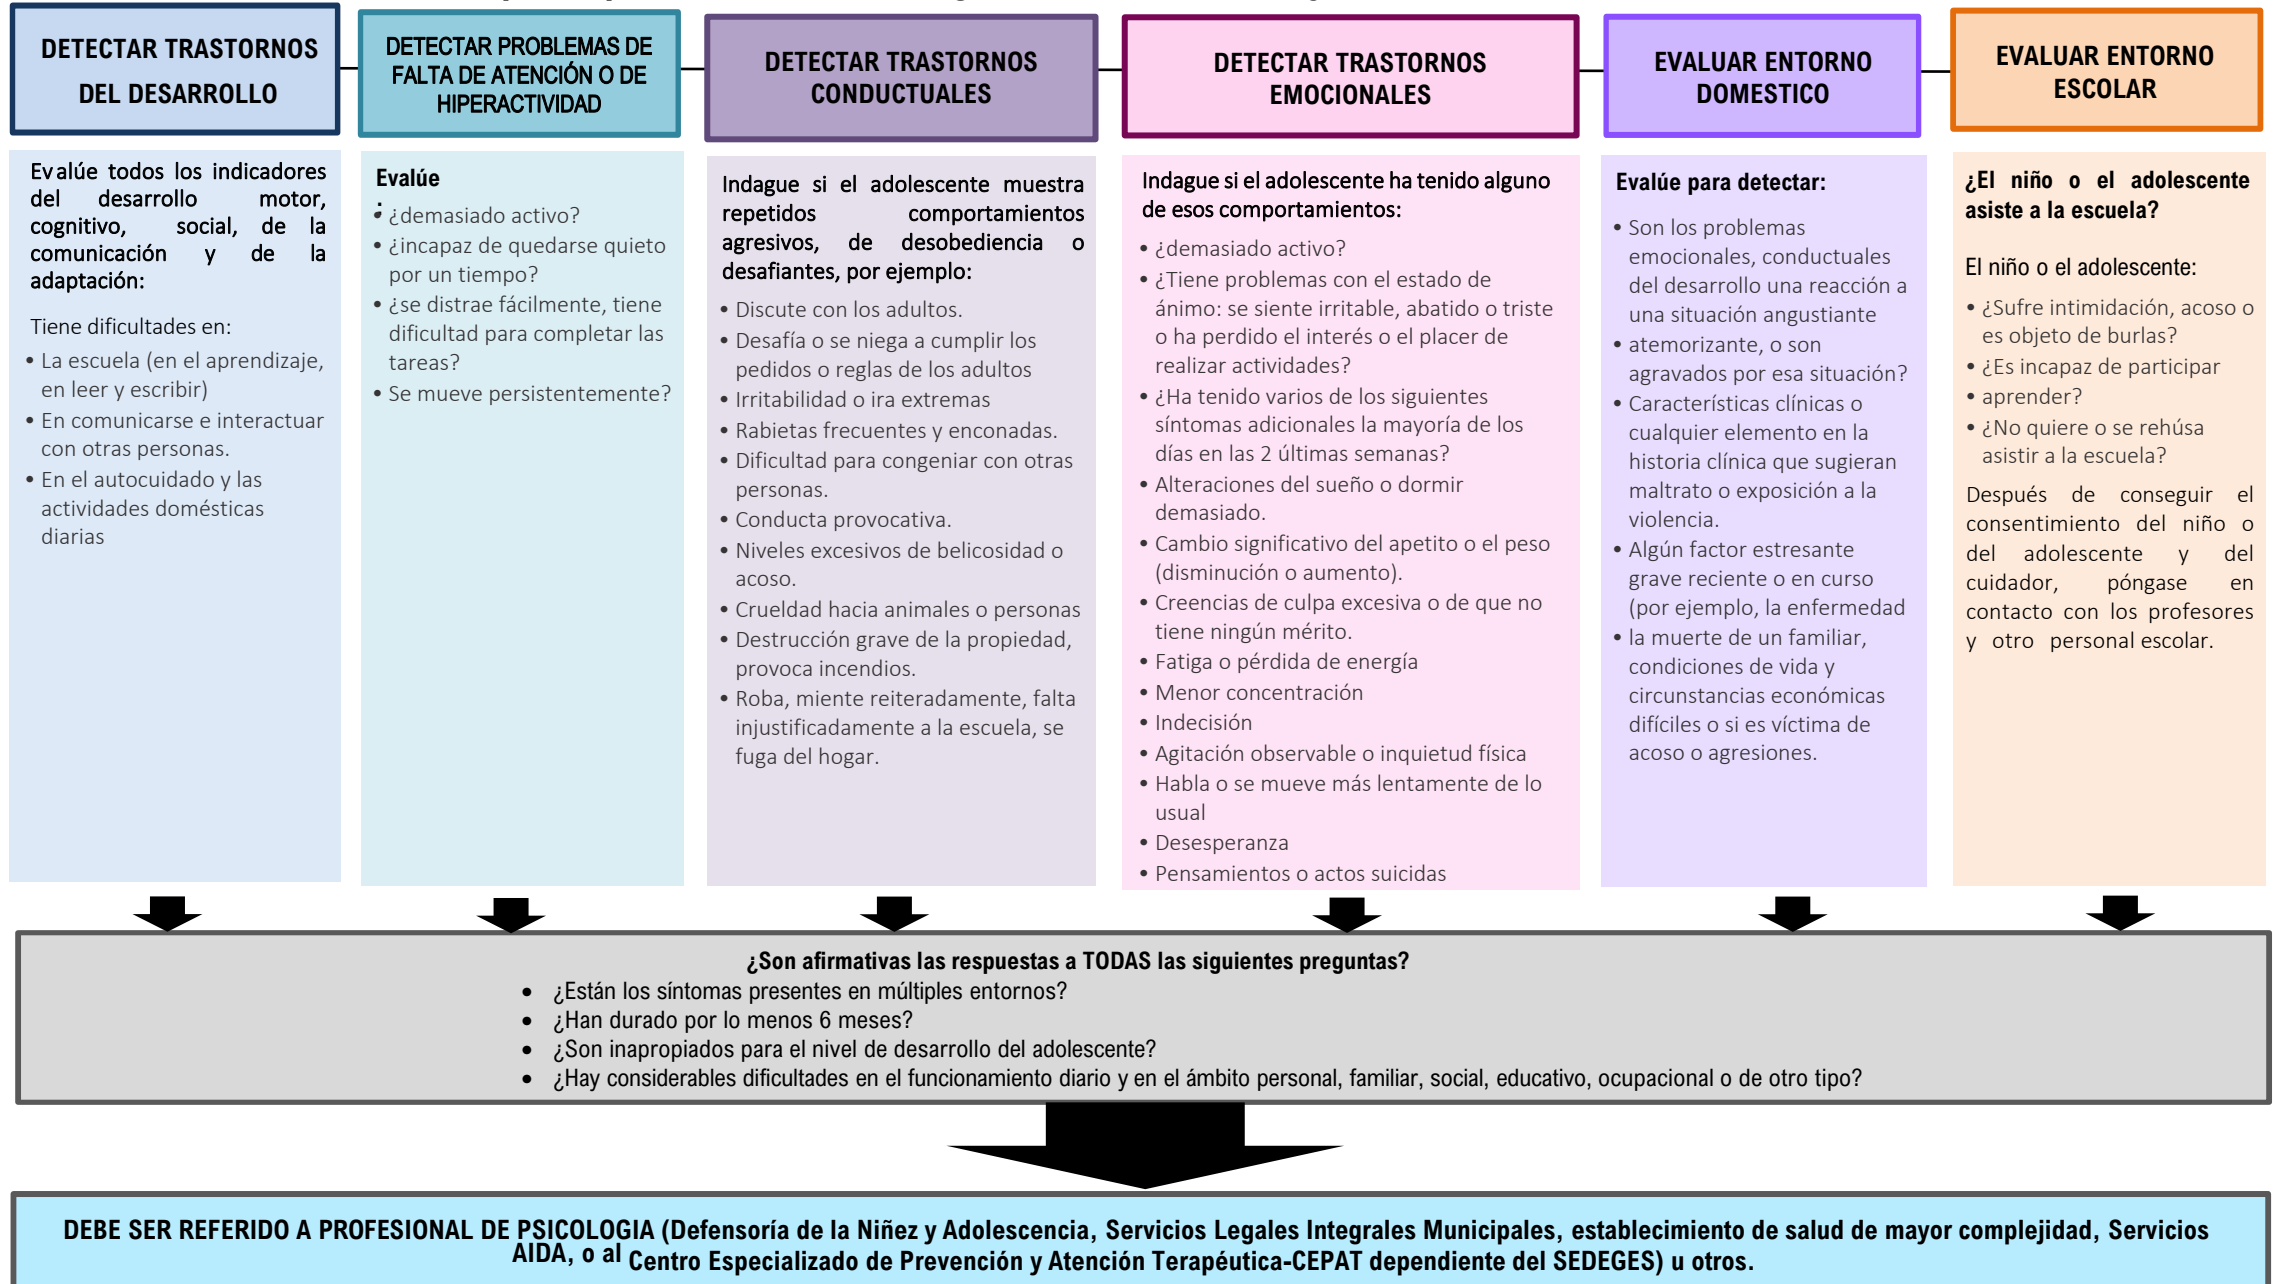 DETECTAR TRASTORNOS
DEL DESARROLLO
DETECTAR PROBLEMAS DE
FALTA DE ATENCIÓN O DE
HIPERACTIVIDAD
DETECTAR TRASTORNOS
CONDUCTUALES
DETECTAR TRASTORNOS
EMOCIONALES
EVALUAR ENTORNO
DOMESTICO
EVALUAR ENTORNO
ESCOLAR
Evalúe todos los indicadores
del desarrollo motor,
cognitivo, social, de la
comunicación y de la
adaptación:
Tiene dificultades en:
• La escuela (en el aprendizaje,
en leer y escribir)
• En comunicarse e interactuar
con otras personas.
• En el autocuidado y las
actividades domésticas
diarias
Evalúe
:
• ¿demasiado activo?
• ¿incapaz de quedarse quieto
por un tiempo?
• ¿se distrae fácilmente, tiene
dificultad para completar las
tareas?
• Se mueve persistentemente?
Indague si el adolescente muestra
repetidos comportamientos
agresivos, de desobediencia o
desafiantes, por ejemplo:
• Discute con los adultos.
• Desafía o se niega a cumplir los
pedidos o reglas de los adultos
• Irritabilidad o ira extremas
• Rabietas frecuentes y enconadas.
• Dificultad para congeniar con otras
personas.
• Conducta provocativa.
• Niveles excesivos de belicosidad o
acoso.
• Crueldad hacia animales o personas
• Destrucción grave de la propiedad,
provoca incendios.
• Roba, miente reiteradamente, falta
injustificadamente a la escuela, se
fuga del hogar.
Indague si el adolescente ha tenido alguno
de esos comportamientos:
• ¿demasiado activo?
• ¿Tiene problemas con el estado de
ánimo: se siente irritable, abatido o triste
o ha perdido el interés o el placer de
realizar actividades?
• ¿Ha tenido varios de los siguientes
síntomas adicionales la mayoría de los
días en las 2 últimas semanas?
• Alteraciones del sueño o dormir
demasiado.
• Cambio significativo del apetito o el peso
(disminución o aumento).
• Creencias de culpa excesiva o de que no
tiene ningún mérito.
• Fatiga o pérdida de energía
• Menor concentración
• Indecisión
• Agitación observable o inquietud física
• Habla o se mueve más lentamente de lo
usual
• Desesperanza
• Pensamientos o actos suicidas
Evalúe para detectar:
• Son los problemas
emocionales, conductuales
del desarrollo una reacción a
una situación angustiante
• atemorizante, o son
agravados por esa situación?
• Características clínicas o
cualquier elemento en la
historia clínica que sugieran
maltrato o exposición a la
violencia.
• Algún factor estresante
grave reciente o en curso
(por ejemplo, la enfermedad
• la muerte de un familiar,
condiciones de vida y
circunstancias económicas
difíciles o si es víctima de
acoso o agresiones.
¿El niño o el adolescente
asiste a la escuela?
El niño o el adolescente:
• ¿Sufre intimidación, acoso o
es objeto de burlas?
• ¿Es incapaz de participar
• aprender?
• ¿No quiere o se rehúsa
asistir a la escuela?
Después de conseguir el
consentimiento del niño o
del adolescente y del
cuidador, póngase en
contacto con los profesores
y otro personal escolar.
¿Son afirmativas las respuestas a TODAS las siguientes preguntas?
• ¿Están los síntomas presentes en múltiples entornos?
• ¿Han durado por lo menos 6 meses?
• ¿Son inapropiados para el nivel de desarrollo del adolescente?
• ¿Hay considerables dificultades en el funcionamiento diario y en el ámbito personal, familiar, social, educativo, ocupacional o de otro tipo?
DEBE SER REFERIDO A PROFESIONAL DE PSICOLOGIA (Defensoría de la Niñez y Adolescencia, Servicios Legales Integrales Municipales, establecimiento de salud de mayor complejidad, Servicios
AIDA, o al Centro Especializado de Prevención y Atención Terapéutica-CEPAT dependiente del SEDEGES) u otros.